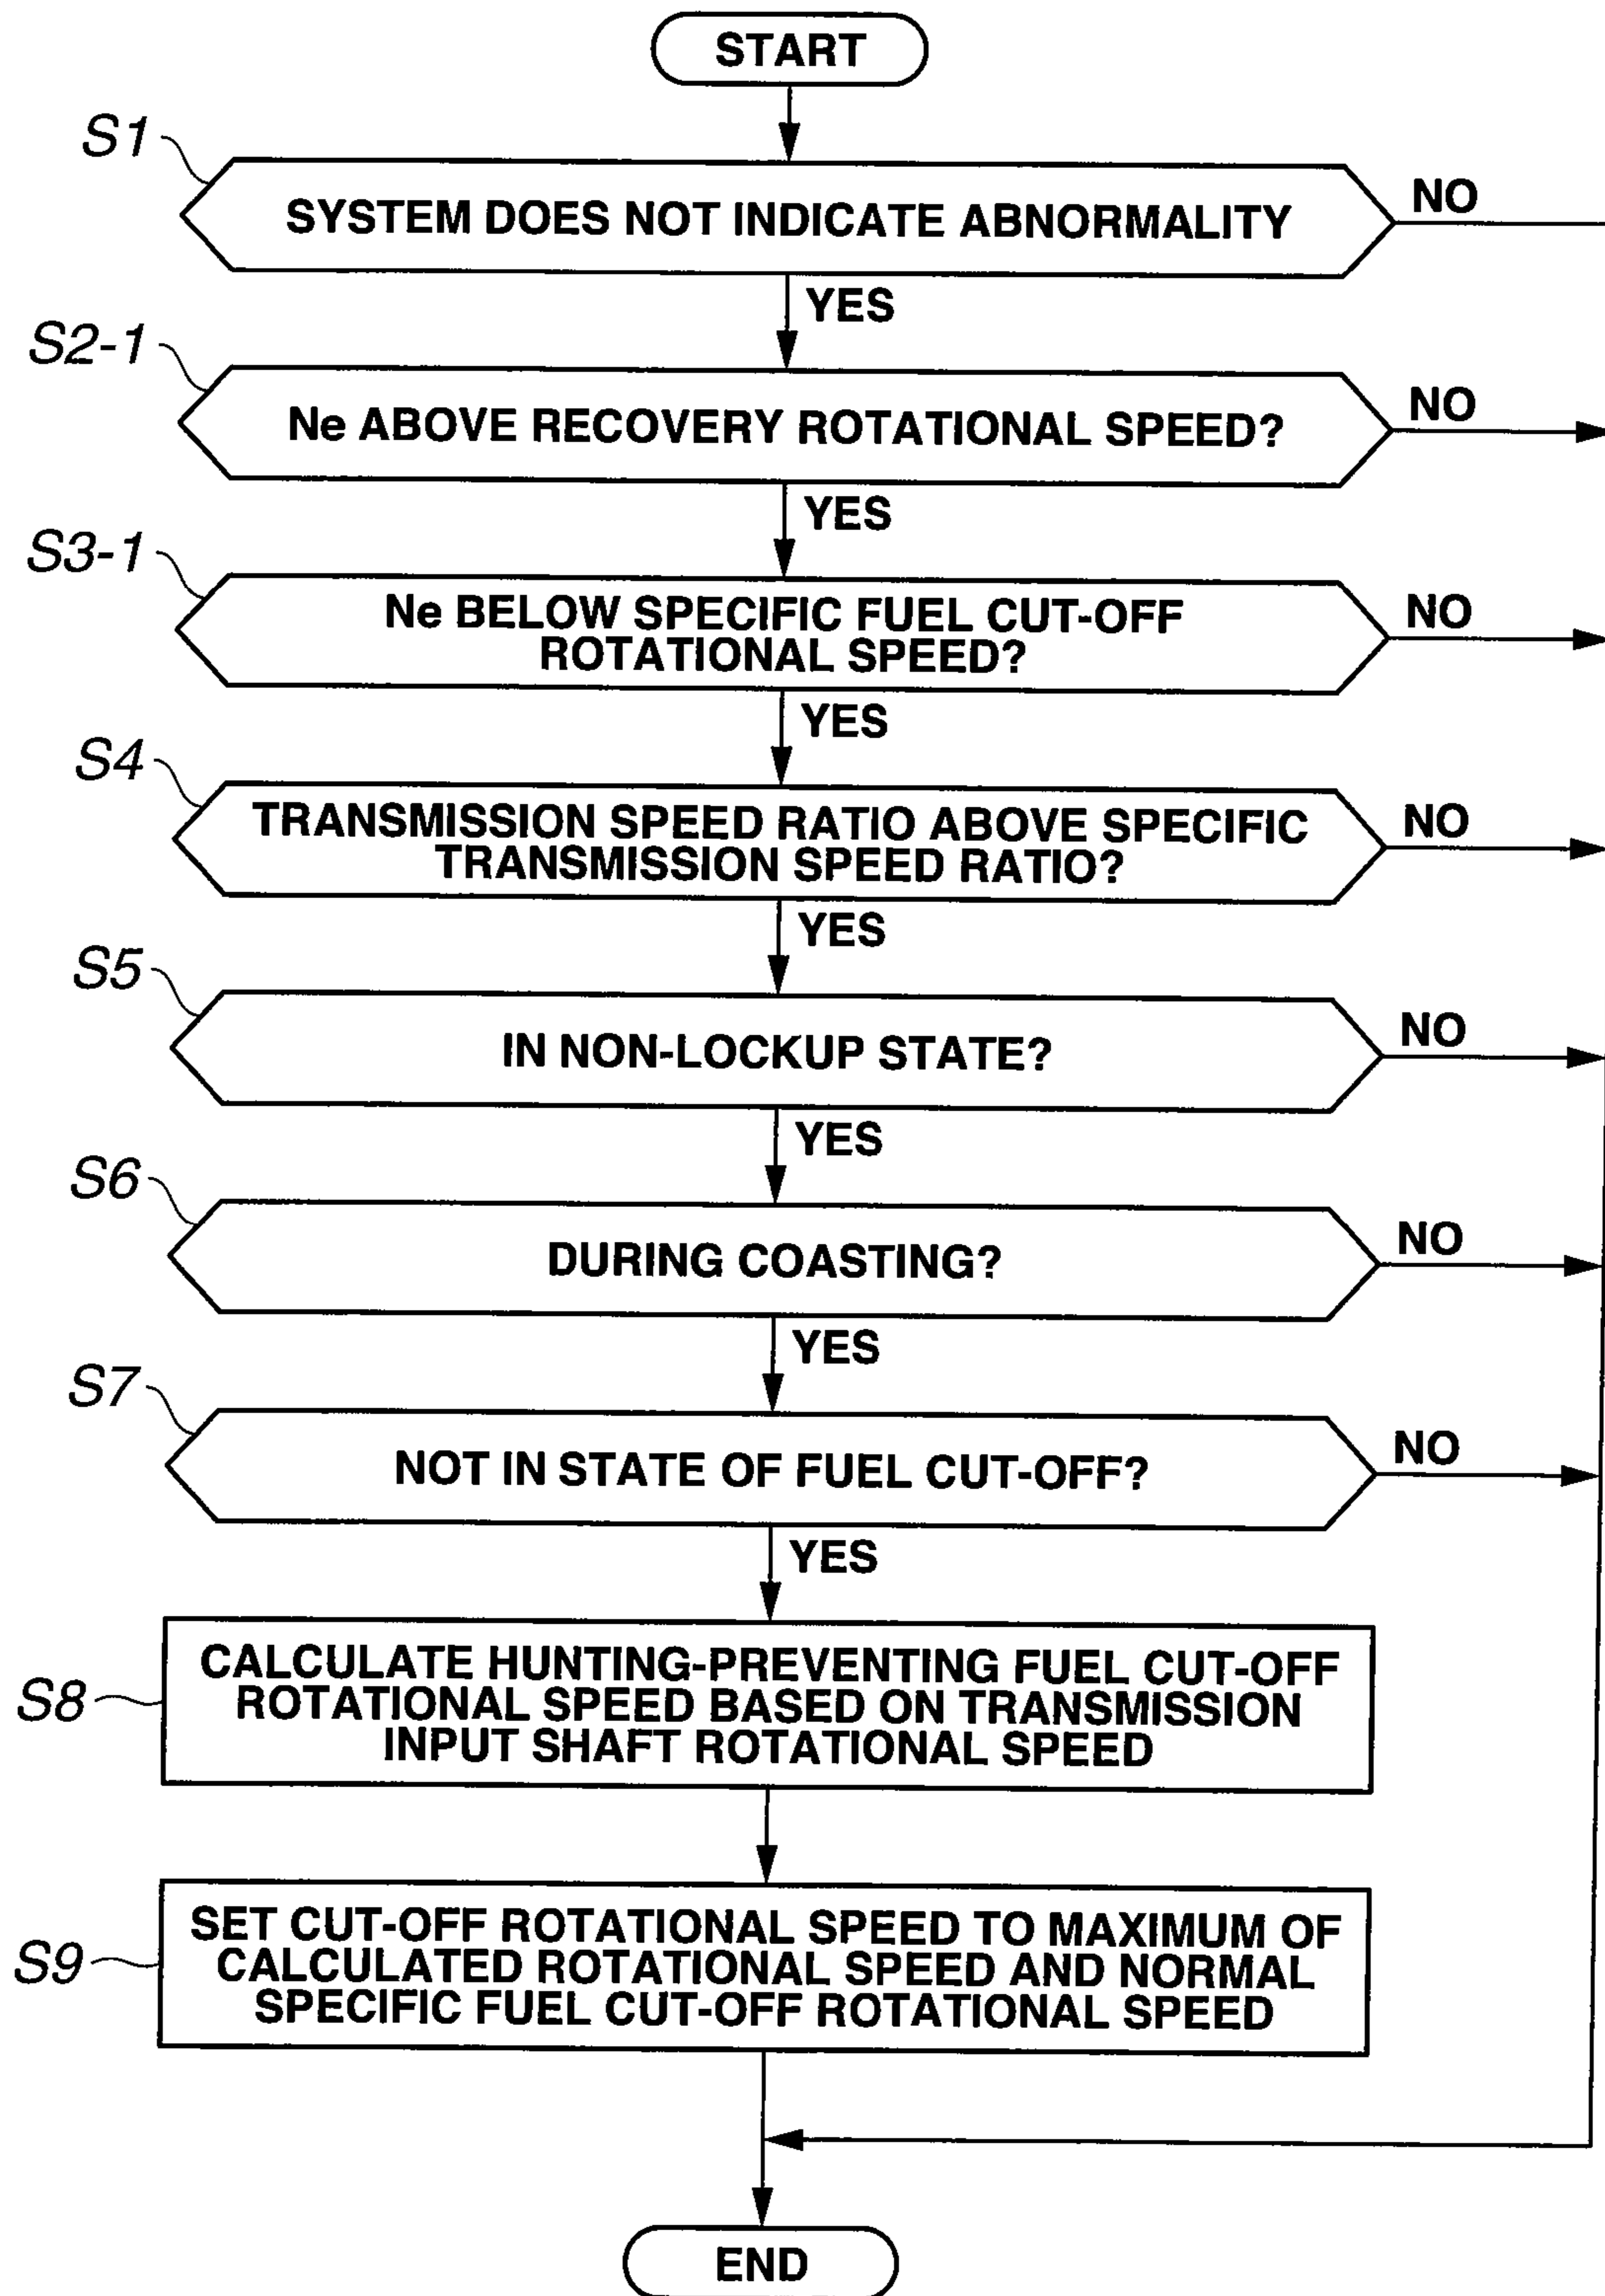 START
S1
SYSTEM DOES NOT INDICATE ABNORMALITY
NO
YES
S2-1
Ne ABOVE RECOVERY ROTATIONAL SPEED?
NO
YES
S3-1
Ne BELOW SPECIFIC FUEL CUT-OFF
ROTATIONAL SPEED?
NO
YES
S4
TRANSMISSION SPEED RATIO ABOVE SPECIFIC
TRANSMISSION SPEED RATIO?
NO
YES
S5
IN NON-LOCKUP STATE?
NO
YES
S6
DURING COASTING?
NO
YES
S7
NOT IN STATE OF FUEL CUT-OFF?
NO
YES
S8
CALCULATE HUNTING-PREVENTING FUEL CUT-OFF
ROTATIONAL SPEED BASED ON TRANSMISSION
INPUT SHAFT ROTATIONAL SPEED
S9
SET CUT-OFF ROTATIONAL SPEED TO MAXIMUM OF
CALCULATED ROTATIONAL SPEED AND NORMAL
SPECIFIC FUEL CUT-OFF ROTATIONAL SPEED
END